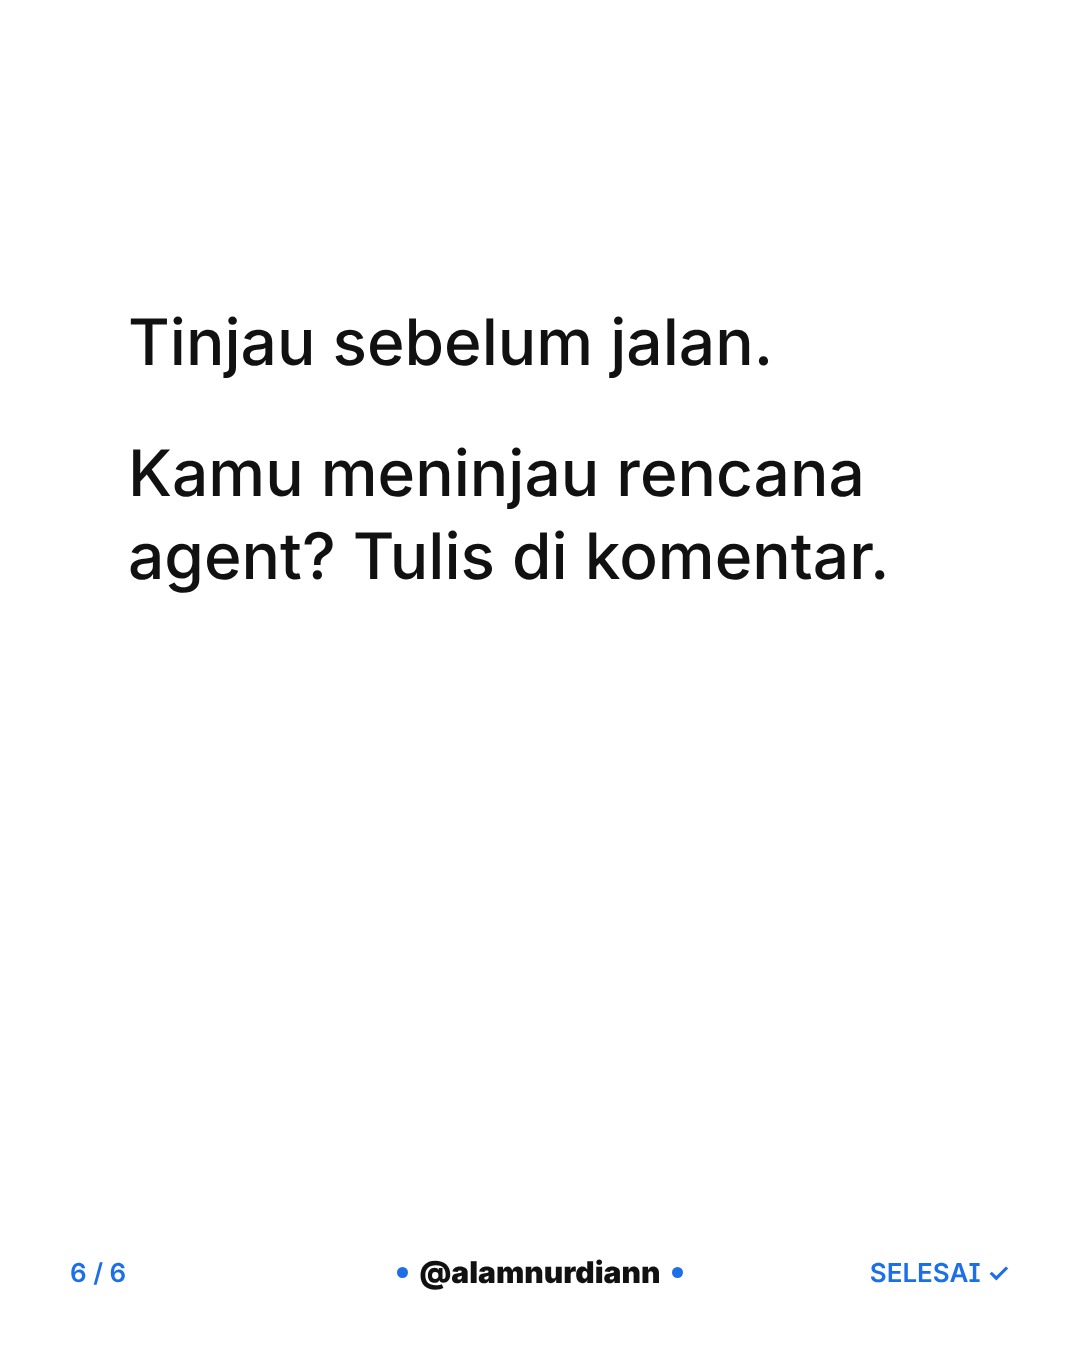 Tinjau sebelum jalan.
Kamu meninjau rencana
agent? Tulis di komentar.
6 / 6
• @alamnurdiann •
SELESAI ✓